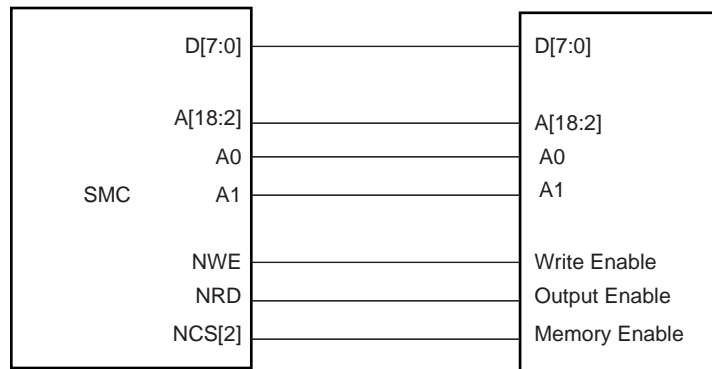 D[7:0] D[7:0]
A[18:2] A[18:2]
A0 A0
SMC A1 A1
NWE Write Enable
NRD Output Enable
NCS[2] Memory Enable